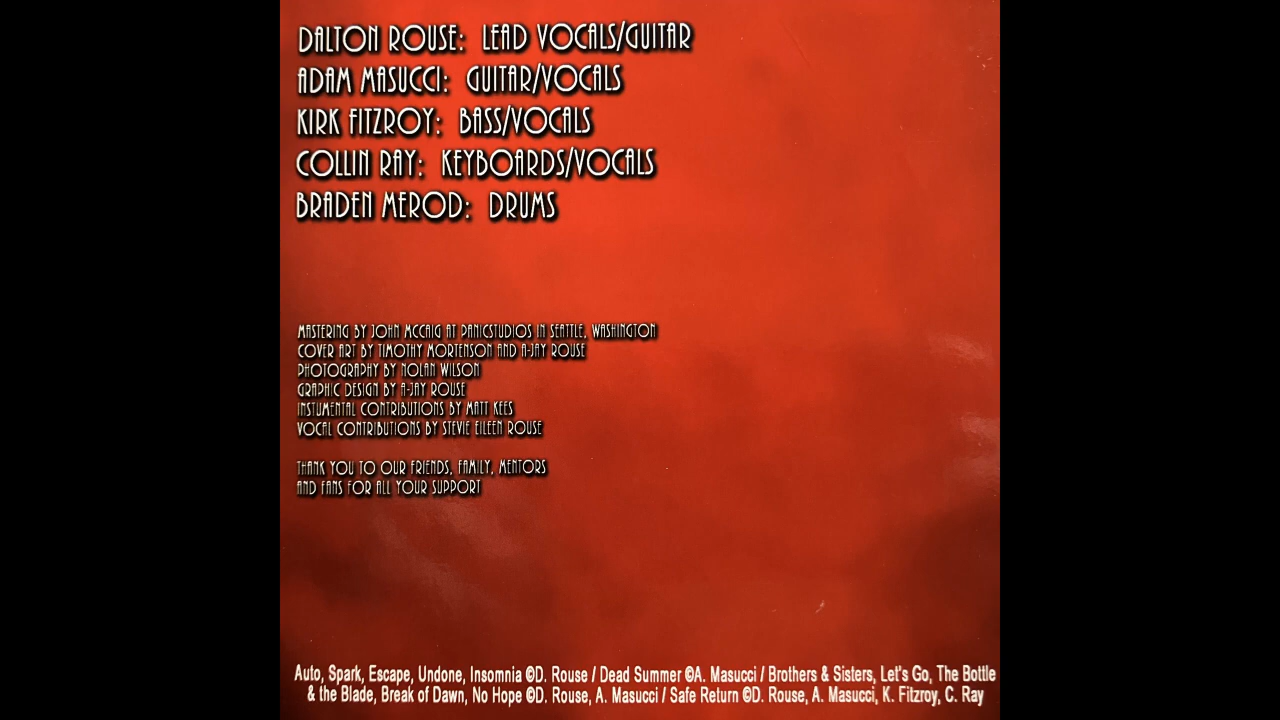 DALTON ROUSE: LEAD VOCALS/GUITAR
ADAM MASUCCI: GUITAR/VOCALS
KIRK FITZROY: BASS/VOCALS
COLLIN RAY: KEYBOARDS/VOCALS
BRADEN MEROD: DRUMS
MASTERING BY JOHN MCCAIG AT PANICSTUDIOS IN SEATTLE, WASHINGTON
COVER ART BY TIMOTHY MORTENSON AND A-JAY ROUSE
PHOTOGRAPHY BY NOLAN WILSON
GRAPHIC DESIGN BY A-JAY ROUSE
INSTUMENTAL CONTRIBUTIONS BY MATT KEES
VOCAL CONTRIBUTIONS BY STEVIE EILEEN ROUSE
THANK YOU TO OUR FRIENDS, FAMILY, MENTORS
AND FANS FOR ALL YOUR SUPPORT
Auto, Spark, Escape, Undone, Insomnia ©D. Rouse / Dead Summer ©A. Masucci / Brothers & Sisters, Let's Go, The Bottle
& the Blade, Break of Dawn, No Hope ©D. Rouse, A. Masucci / Safe Return ©D. Rouse, A. Masucci, K. Fitzroy, C. Ray